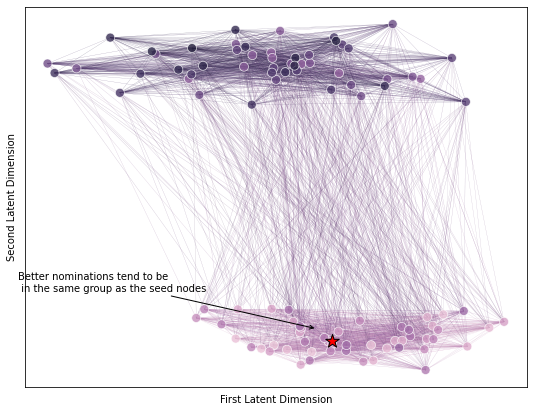 Better nominations tend to be
in the same group as the seed nodes
Second Latent Dimension
First Latent Dimension